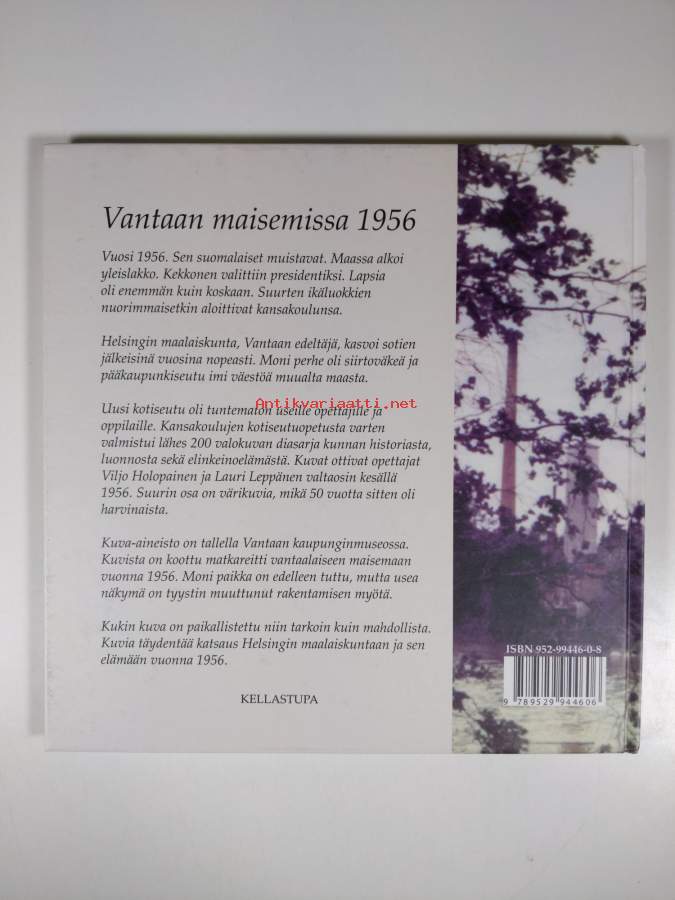 Vantaan maisemissa 1956
Vuosi 1956. Sen suomalaiset muistavat. Maassa alkoi
yleislakko. Kekkonen valittiin presidentiksi. Lapsia
oli enemmän kuin koskaan. Suurten ikäluokkien
nuorimmaisetkin aloittivat kansakoulunsa.
Helsingin maalaiskunta, Vantaan edeltäjä, kasvoi sotien
jälkeisinä vuosina nopeasti. Moni perhe oli siirtoväkeä ja
pääkaupunkiseutu imi väestöä muualta maasta.
Antikvariaatti.net
Uusi kotiseutu oli tuntematon useille opettajille ja
oppilaille. Kansakoulujen kotiseutuopetusta varten
valmistui lähes 200 valokuvan diasarja kunnan historiasta,
luonnosta sekä elinkeinoelämästä. Kuvat ottivat opettajat
Viljo Holopainen ja Lauri Leppänen valtaosin kesällä
1956. Suurin osa on värikuvia, mikä 50 vuotta sitten oli
harvinaista.
Kuva-aineisto on tallella Vantaan kaupunginmuseossa.
Kuvista on koottu matkareitti vantaalaiseen maisemaan
vuonna 1956. Moni paikka on edelleen tuttu, mutta usea
näkymä on tyystin muuttunut rakentamisen myötä.
Kukin kuva on paikallistettu niin tarkoin kuin mahdollista.
Kuvia täydentää katsaus Helsingin maalaiskuntaan ja sen
elämään vuonna 1956.
KELLASTUPA
ISBN 952-99446-0-8
9 789529 944606